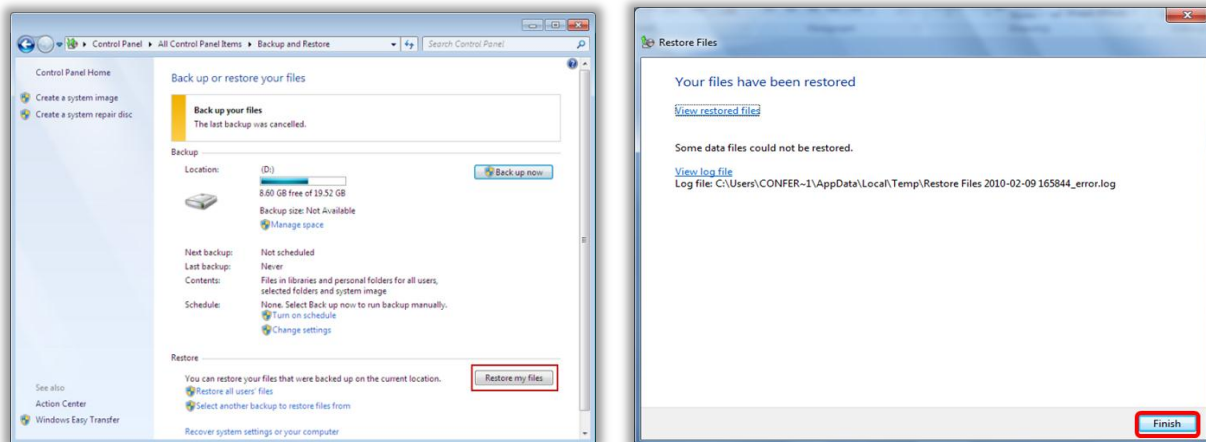 Control Panel ▸ All Control Panel Items ▸ Backup and Restore
Search Control Panel
Control Panel Home
Create a system image
Create a system repair disc
Back up or restore your files
Back up your files
The last backup was cancelled.
Backup
Location: (D:)
8.60 GB free of 19.52 GB
Backup size: Not Available
Manage space
Back up now
Next backup: Not scheduled
Last backup: Never
Contents: Files in libraries and personal folders for all users,
selected folders and system image
Schedule: None. Select Back up now to run backup manually.
Turn on schedule
Change settings
Restore
You can restore your files that were backed up on the current location.
Restore my files
Restore all users' files
Select another backup to restore files from
Recover system settings or your computer
See also
Action Center
Windows Easy Transfer
Restore Files
Your files have been restored
View restored files
Some data files could not be restored.
View log file
Log file: C:\Users\CONFER~1\AppData\Local\Temp\Restore Files 2010-02-09 165844_error.log
Finish